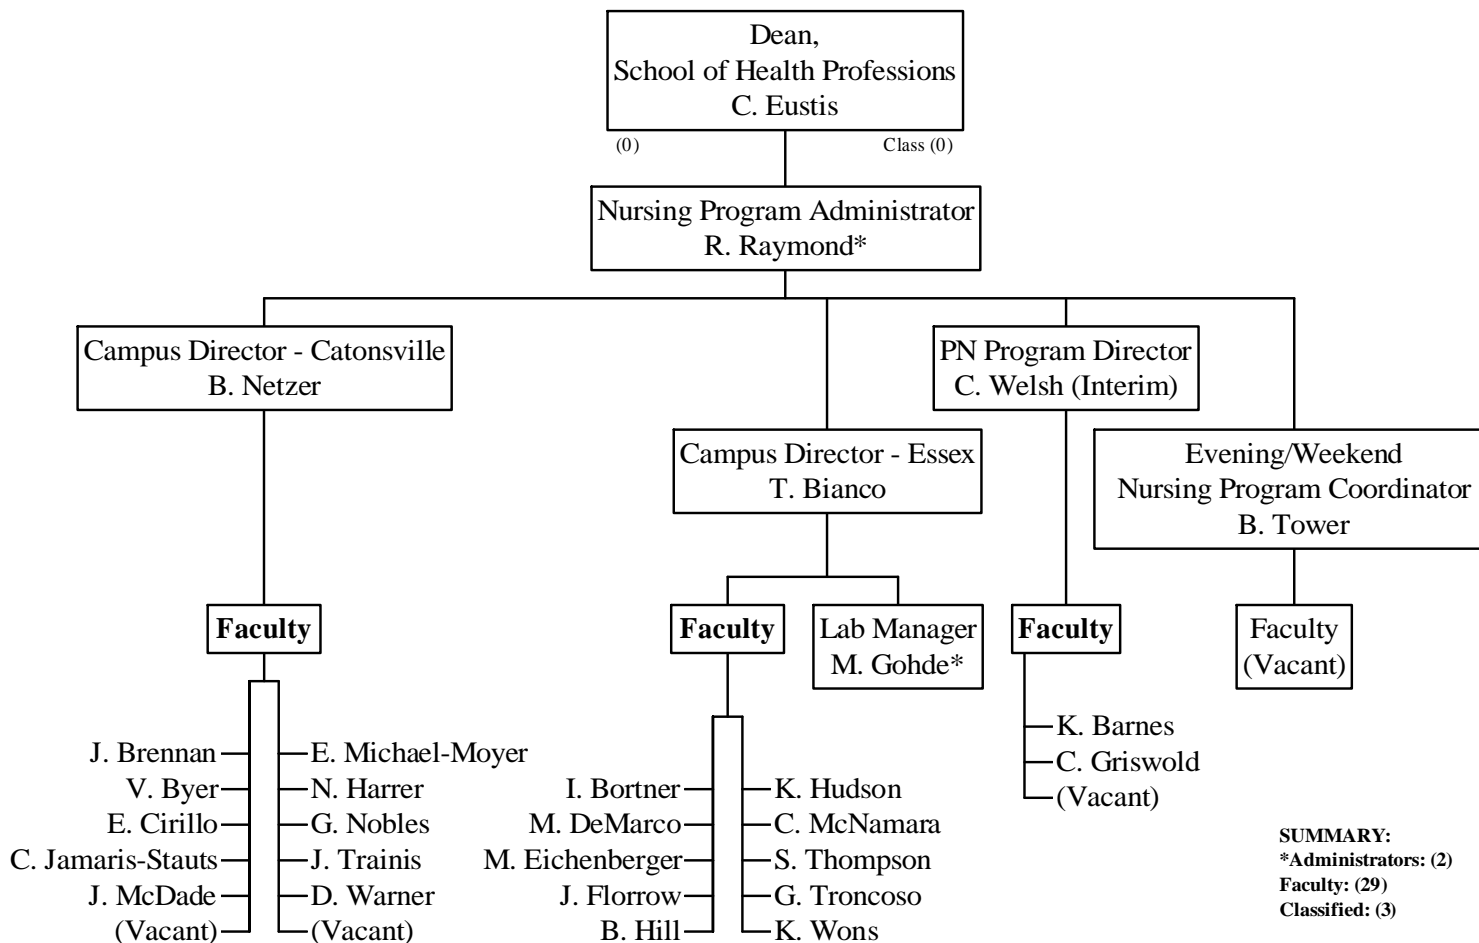 Dean,
School of Health Professions
C. Eustis
(0)
Class (0)
Nursing Program Administrator
R. Raymond*
Campus Director - Catonsville
B. Netzer
PN Program Director
C. Welsh (Interim)
Campus Director - Essex
T. Bianco
Evening/Weekend
Nursing Program Coordinator
B. Tower
Faculty
J. Brennan
V. Byer
E. Cirillo
C. Jamaris-Stauts
J. McDade
(Vacant)
E. Michael-Moyer
N. Harrer
G. Nobles
J. Trainis
D. Warner
(Vacant)
Faculty
I. Bortner
M. DeMarco
M. Eichenberger
J. Florrow
B. Hill
K. Hudson
C. McNamara
S. Thompson
G. Troncoso
K. Wons
Lab Manager
M. Gohde*
Faculty
K. Barnes
C. Griswold
(Vacant)
Faculty
(Vacant)
SUMMARY:
*Administrators: (2)
Faculty: (29)
Classified: (3)